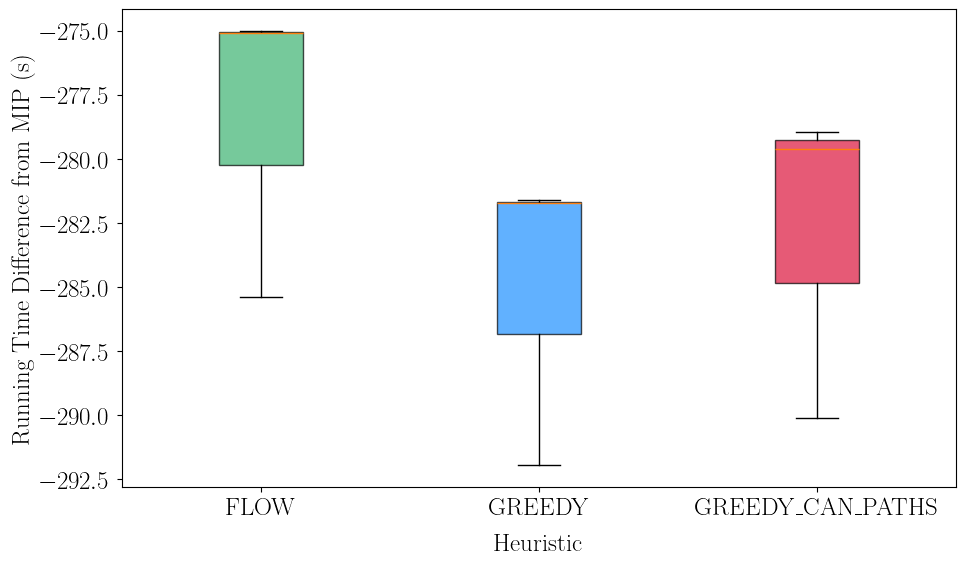 Running Time Difference from MIP (s)
−275.0
−277.5
−280.0
−282.5
−285.0
−287.5
−290.0
−292.5
FLOW
GREEDY
GREEDY_CAN_PATHS
Heuristic